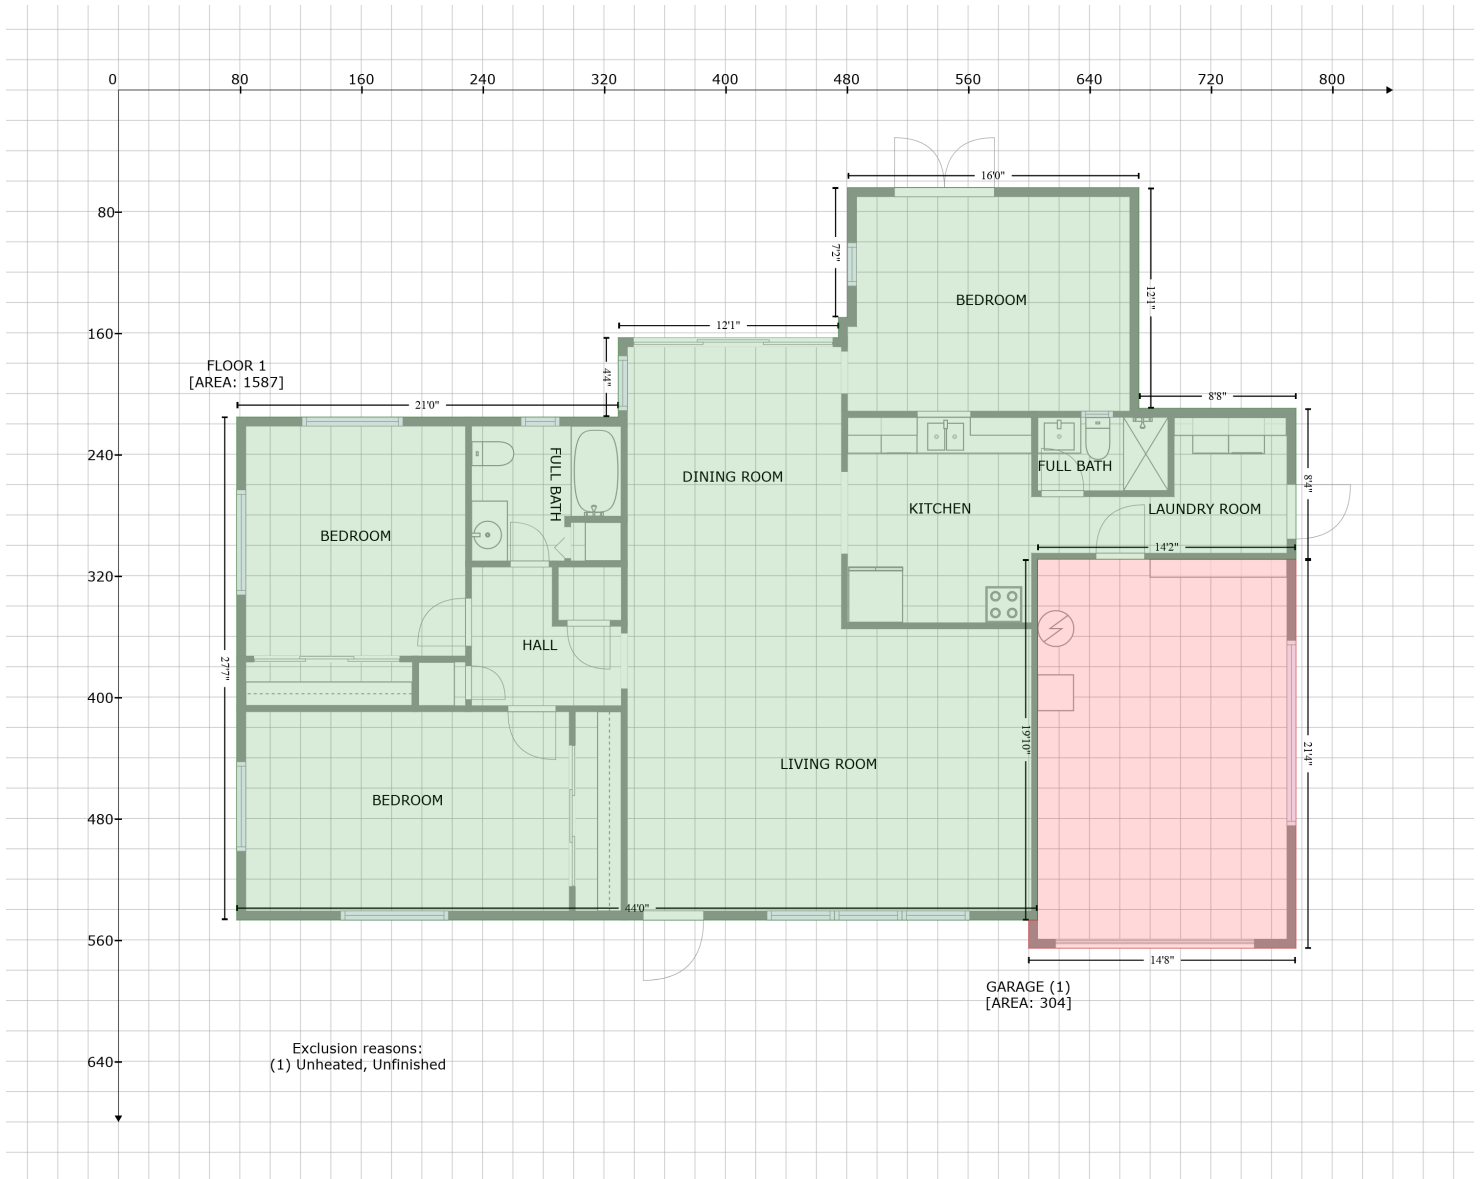 0 80 160 240 320 400 480 560 640 720 800
80
160
240
320
400
480
560
640
16'0"
7'2"
12'1"
BEDROOM
12'1"
4'4"
FLOOR 1
[AREA: 1587]
21'0"
8'8"
FULL BATH
DINING ROOM
FULL BATH
8'4"
KITCHEN
LAUNDRY ROOM
BEDROOM
14'2"
HALL
27'7"
19'10"
21'4"
LIVING ROOM
BEDROOM
44'0"
14'8"
GARAGE (1)
[AREA: 304]
Exclusion reasons:
(1) Unheated, Unfinished